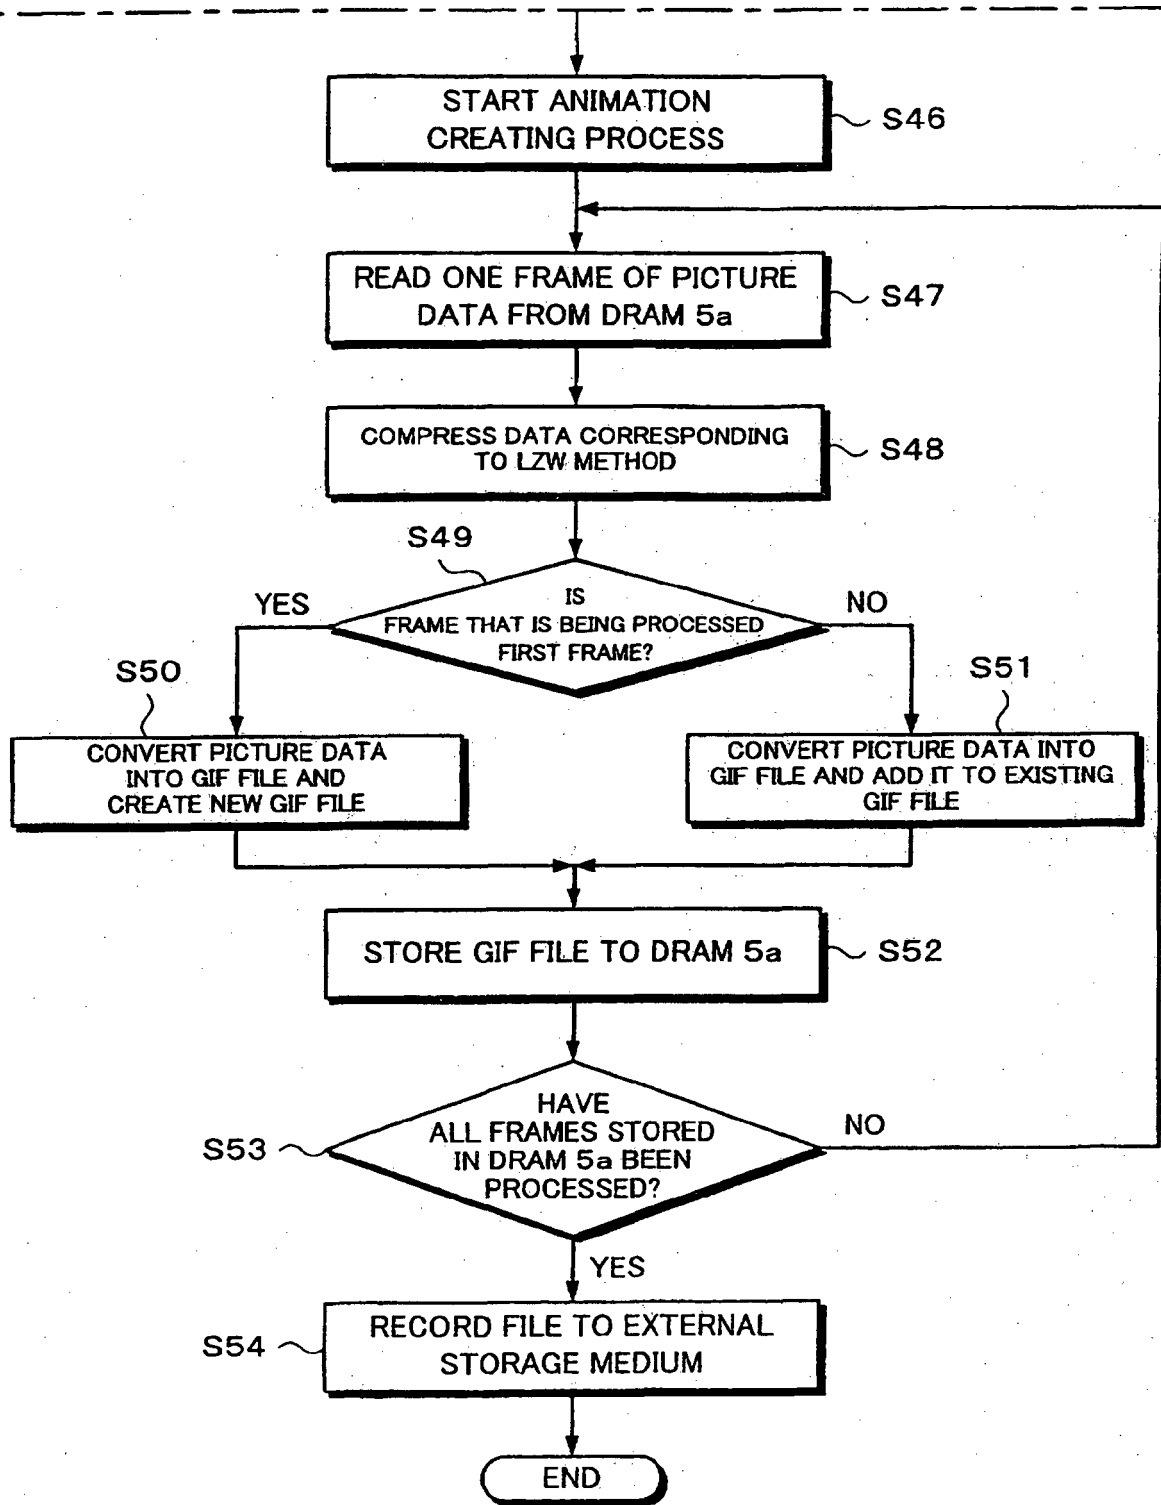 START ANIMATION
CREATING PROCESS
S46
READ ONE FRAME OF PICTURE
DATA FROM DRAM 5a
S47
COMPRESS DATA CORRESPONDING
TO LZW METHOD
S48
S49
IS
FRAME THAT IS BEING PROCESSED
FIRST FRAME?
YES
NO
S50
CONVERT PICTURE DATA
INTO GIF FILE AND
CREATE NEW GIF FILE
S51
CONVERT PICTURE DATA INTO
GIF FILE AND ADD IT TO EXISTING
GIF FILE
STORE GIF FILE TO DRAM 5a
S52
S53
HAVE
ALL FRAMES STORED
IN DRAM 5a BEEN
PROCESSED?
NO
YES
S54
RECORD FILE TO EXTERNAL
STORAGE MEDIUM
END